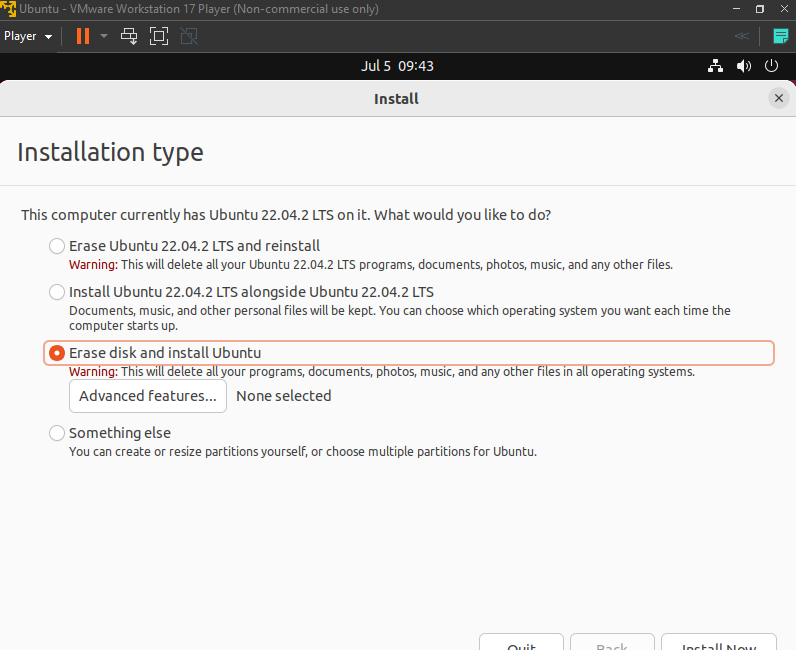 Ubuntu - VMware Workstation 17 Player (Non-commercial use only)
Player
Jul 5 09:43
Install
Installation type
This computer currently has Ubuntu 22.04.2 LTS on it. What would you like to do?
Erase Ubuntu 22.04.2 LTS and reinstall
Warning: This will delete all your Ubuntu 22.04.2 LTS programs, documents, photos, music, and any other files.
Install Ubuntu 22.04.2 LTS alongside Ubuntu 22.04.2 LTS
Documents, music, and other personal files will be kept. You can choose which operating system you want each time the
computer starts up.
Erase disk and install Ubuntu
Warning: This will delete all your programs, documents, photos, music, and any other files in all operating systems.
Advanced features... None selected
Something else
You can create or resize partitions yourself, or choose multiple partitions for Ubuntu.
Quit Back Install Now